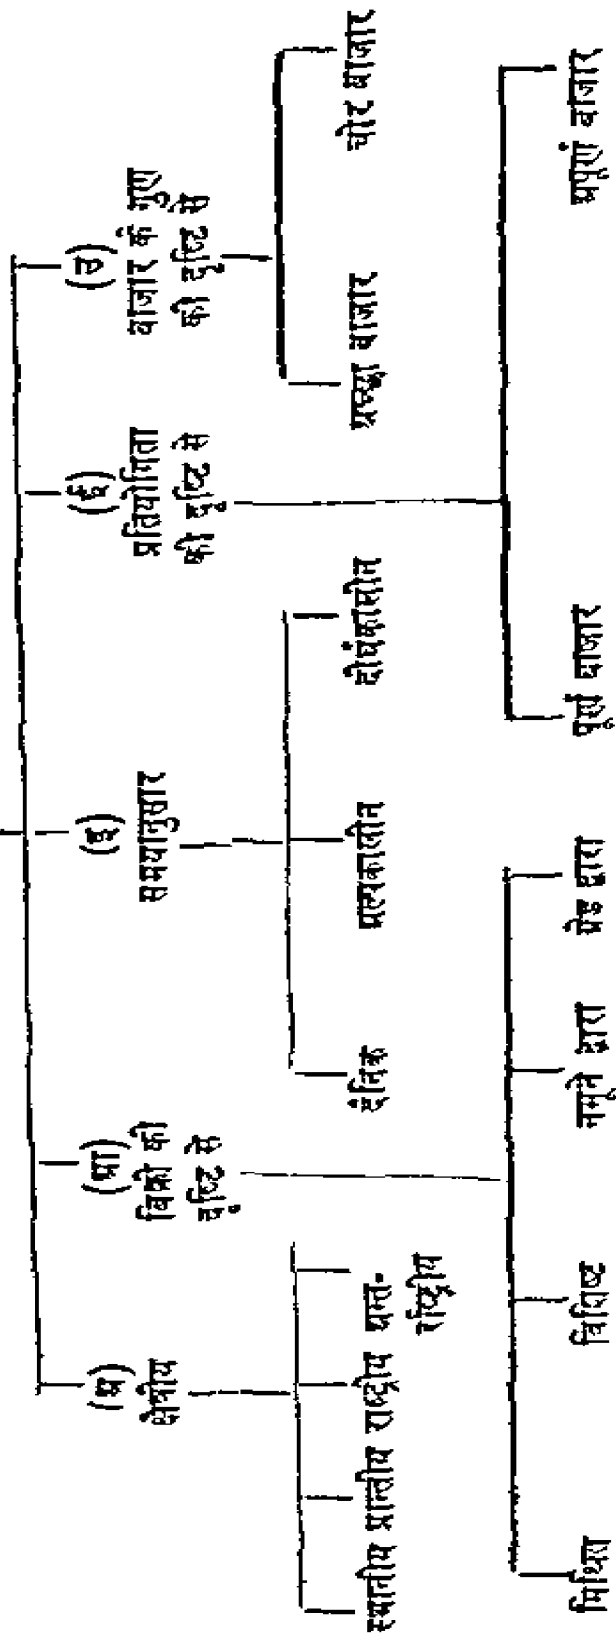 (अ)
क्षेत्रीय
(आ)
बिक्री की
दृष्टि से
(इ)
समयानुसार
(ई)
प्रतियोगिता
की दृष्टि से
(उ)
बाजार के गुण
की दृष्टि से
स्थानीय प्रान्तीय राष्ट्रीय अन्त-
र्राष्ट्रीय
दैनिक
अल्पकालीन
दीर्घकालीन
अच्छा बाजार
चोर बाजार
मिश्रित
विशिष्ट
नमूने द्वारा
ग्रेड द्वारा
पूर्ण बाजार
अपूर्ण बाजार